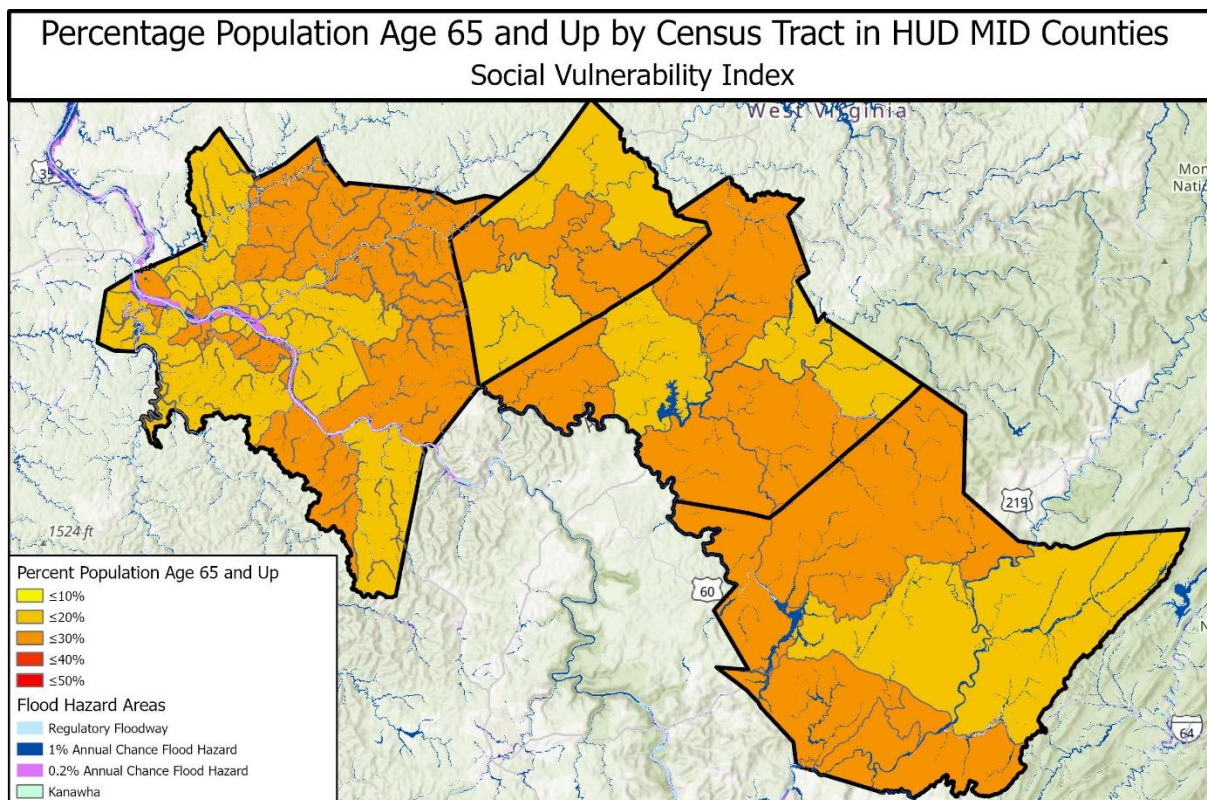 Percentage Population Age 65 and Up by Census Tract in HUD MID Counties
Social Vulnerability Index
West Virginia
35
Mon
Nati
219
1524 ft
60
N
64
Percent Population Age 65 and Up
≤10%
≤20%
≤30%
≤40%
≤50%
Flood Hazard Areas
Regulatory Floodway
1% Annual Chance Flood Hazard
0.2% Annual Chance Flood Hazard
Kanawha